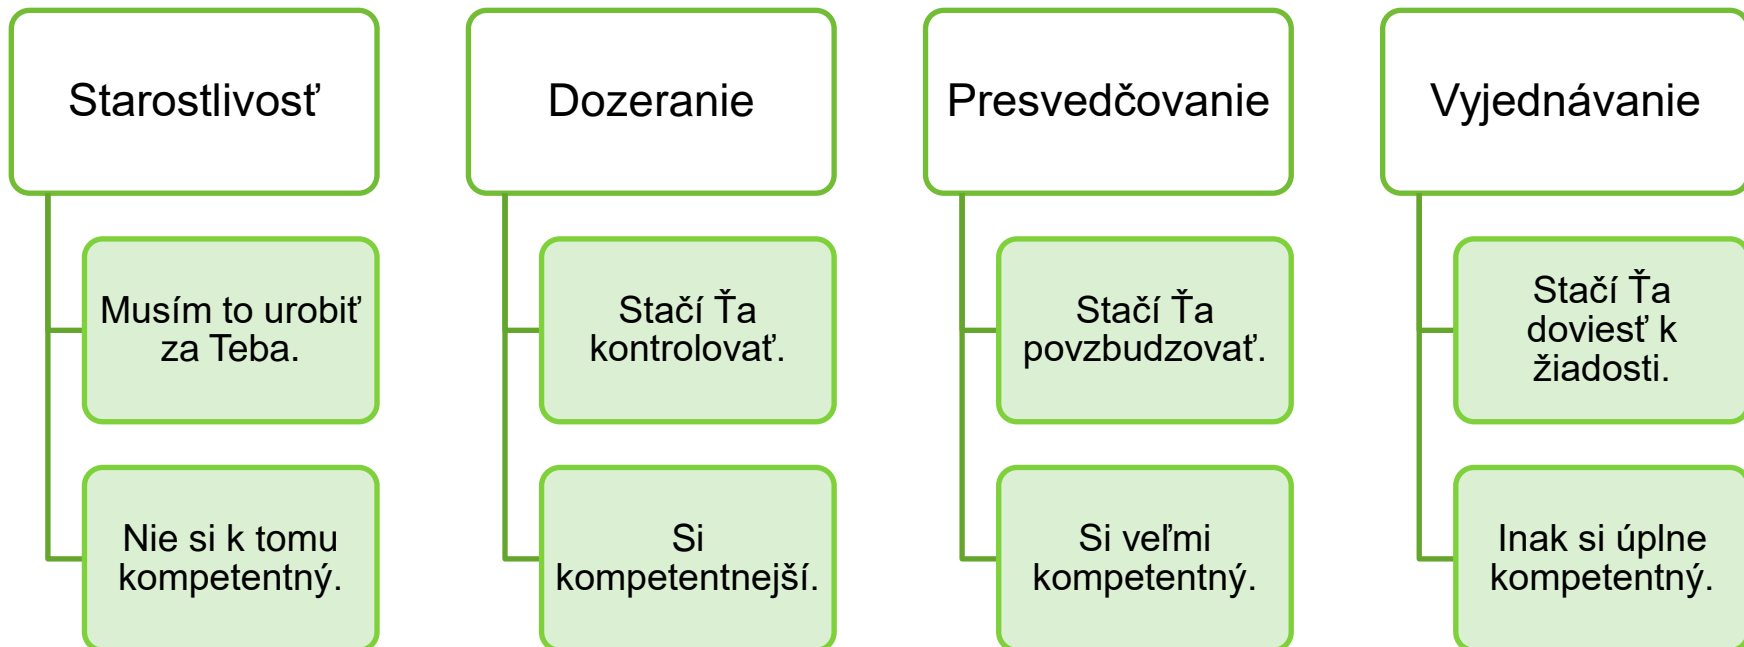 Starostlivosť
Musím to urobiť
za Teba.
Nie si k tomu
kompetentný.
Dozeranie
Stačí Ťa
kontrolovať.
Si
kompetentnejší.
Presvedčovanie
Stačí Ťa
povzbudzovať.
Si veľmi
kompetentný.
Vyjednávanie
Stačí Ťa
doviesť k
žiadosti.
Inak si úplne
kompetentný.